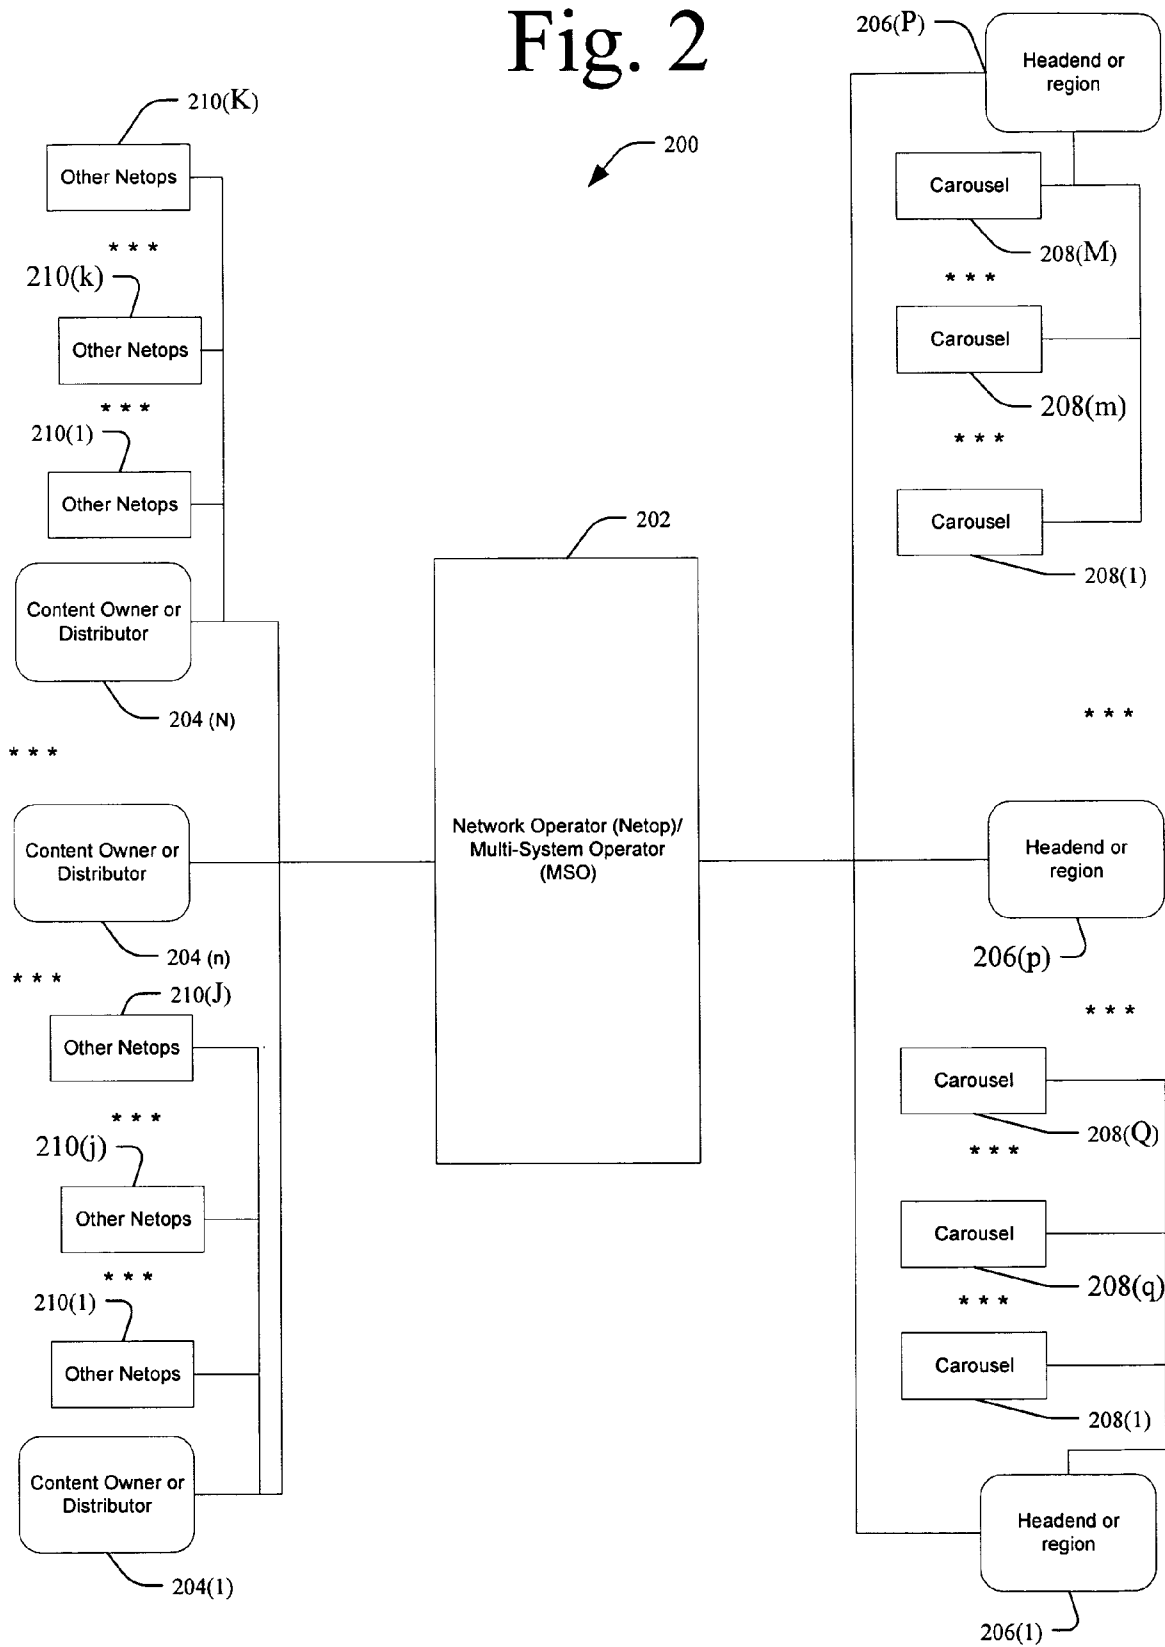 Fig. 2
200
210(K)
Other Netops
* * *
210(k)
Other Netops
* * *
210(1)
Other Netops
Content Owner or
Distributor
204 (N)
* * *
Content Owner or
Distributor
204 (n)
* * *
210(J)
Other Netops
* * *
210(j)
Other Netops
* * *
210(1)
Other Netops
Content Owner or
Distributor
204(1)
202
Network Operator (Netop)/
Multi-System Operator
(MSO)
206(P)
Headend or
region
Carousel
208(M)
* * *
Carousel
208(m)
* * *
Carousel
208(1)
* * *
Headend or
region
206(p)
* * *
Carousel
208(Q)
* * *
Carousel
208(q)
* * *
Carousel
208(1)
Headend or
region
206(1)